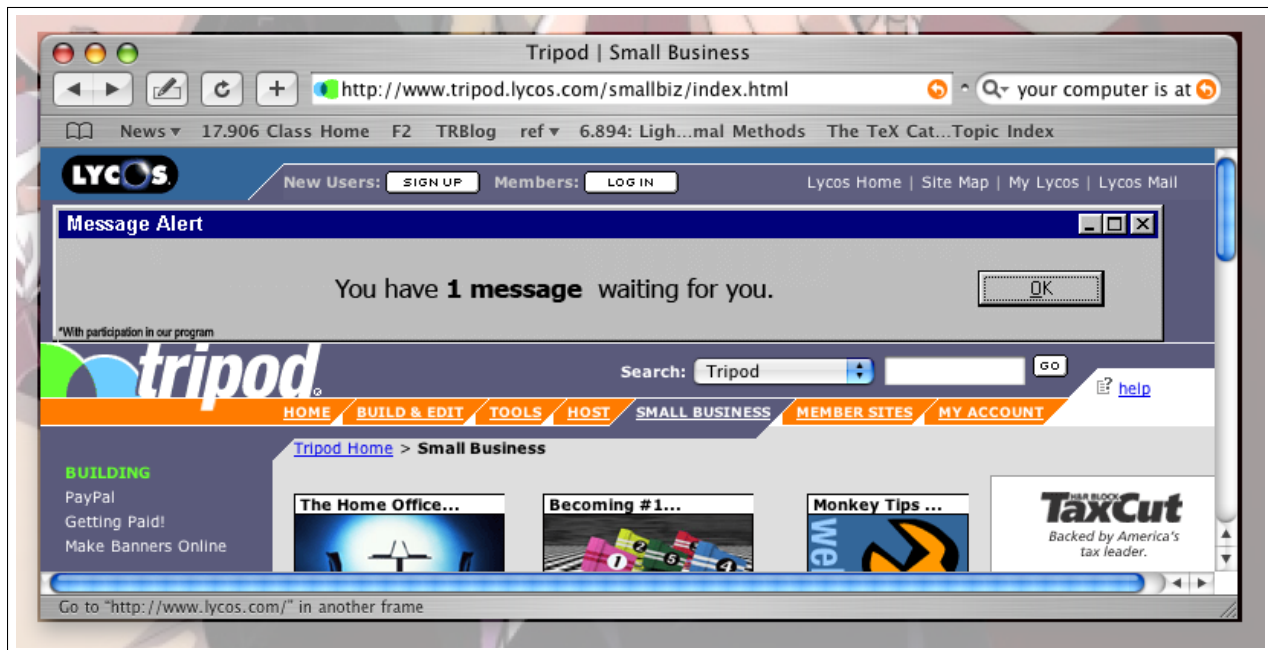 Tripod | Small Business
http://www.tripod.lycos.com/smallbiz/index.html
your computer is at
News 17.906 Class Home F2 TRBlog ref 6.894: Ligh...mal Methods The TeX Cat...Topic Index
LYCOS New Users: SIGN UP Members: LOG IN Lycos Home | Site Map | My Lycos | Lycos Mail
Message Alert
You have 1 message waiting for you. OK
*With participation in our program
tripod Search: Tripod GO
help
HOME BUILD & EDIT TOOLS HOST SMALL BUSINESS MEMBER SITES MY ACCOUNT
Tripod Home > Small Business
BUILDING
PayPal
Getting Paid!
Make Banners Online
The Home Office... Becoming #1... Monkey Tips ...
1 2 3 4 5
we
H&R BLOCK
TaxCut
Backed by America's
tax leader.
Go to "http://www.lycos.com/" in another frame